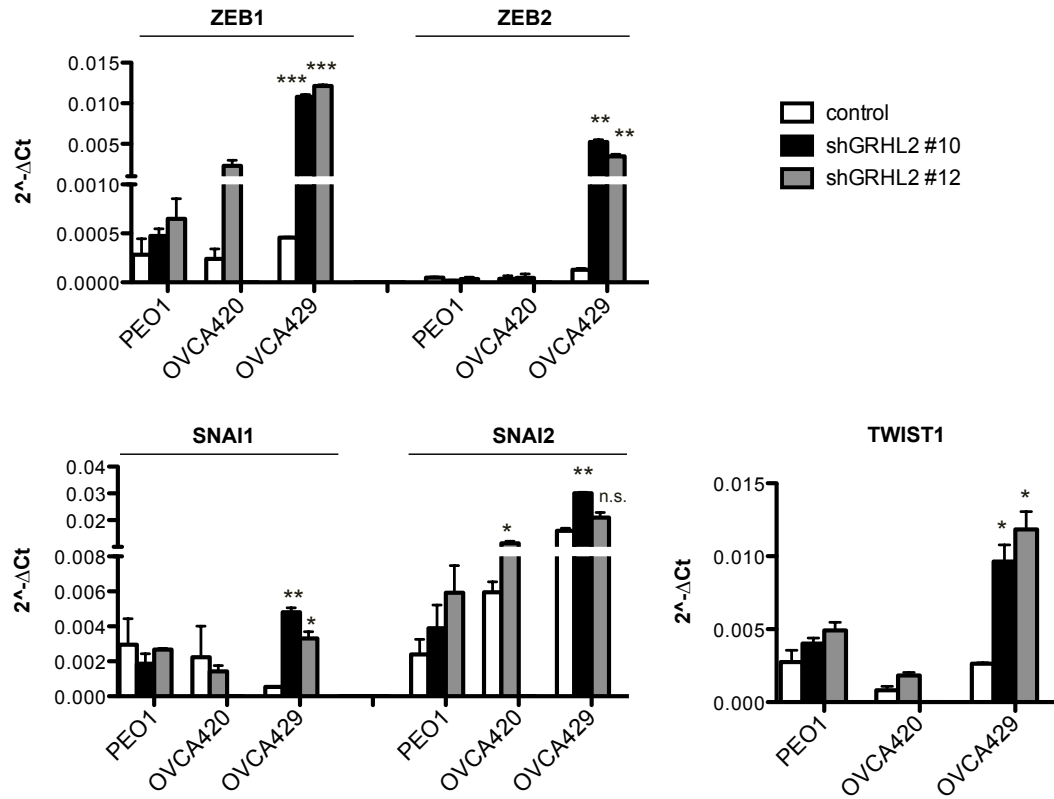 ZEB1
ZEB2
0.015
0.010
0.005
0.0010
0.0005
0.0000
2^-ΔCt
*** ***
** **
PEO1
OVCA420
OVCA429
PEO1
OVCA420
OVCA429
control
shGRHL2 #10
shGRHL2 #12
SNAI1
SNAI2
0.04
0.03
0.02
0.008
0.006
0.004
0.002
0.000
2^-ΔCt
** *
*
** n.s.
PEO1
OVCA420
OVCA429
PEO1
OVCA420
OVCA429
TWIST1
0.015
0.010
0.005
0.000
2^-ΔCt
* *
PEO1
OVCA420
OVCA429